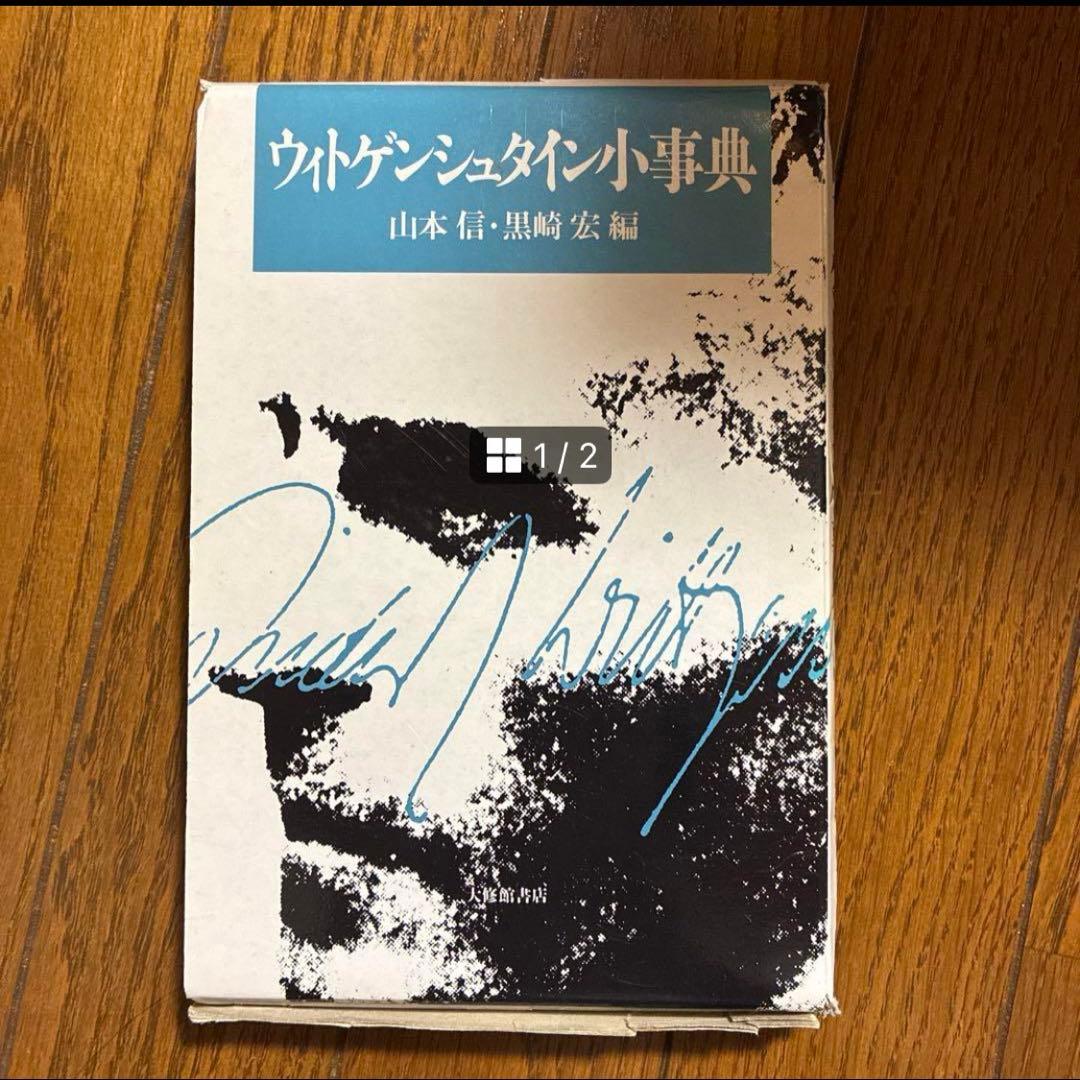 ウィトゲンシュタイン小事典
山本 信・黒崎 宏 編
1 / 2
大修館書店